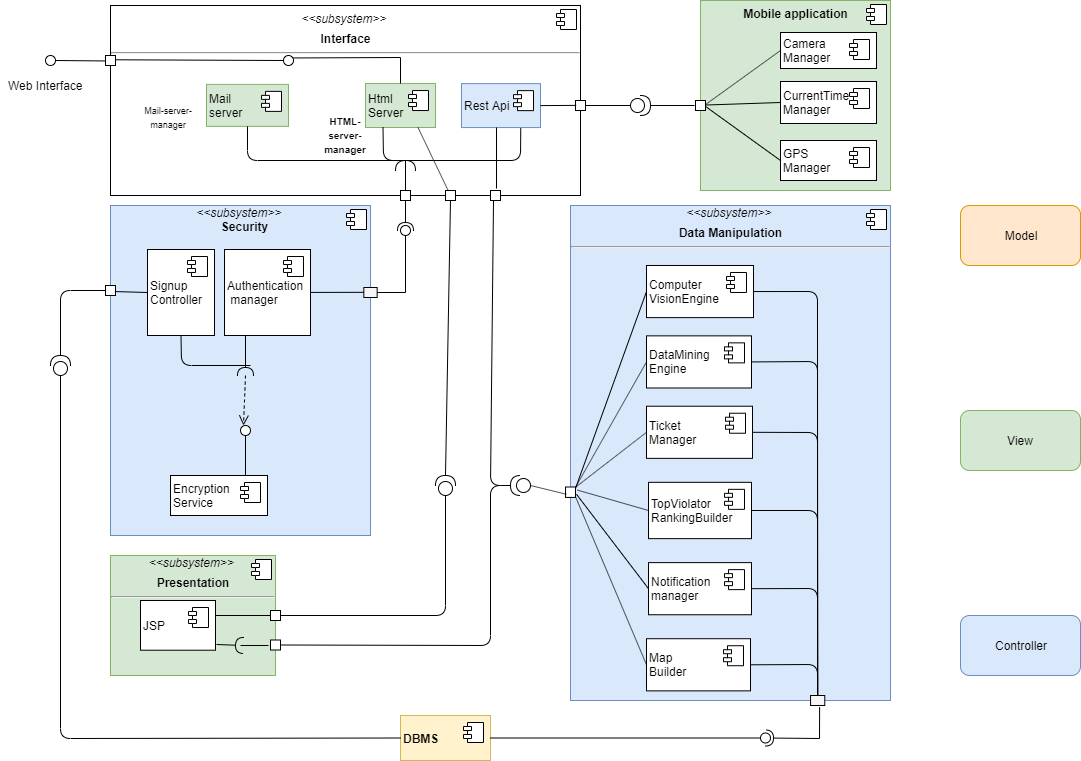 <<subsystem>>
Interface
Web Interface
Mail-server-
manager
Mail
server
HTML-
server-
manager
Html
Server
Rest Api
Mobile application
Camera
Manager
CurrentTime
Manager
GPS
Manager
<<subsystem>>
Security
Signup
Controller
Authentication
manager
Encryption
Service
<<subsystem>>
Data Manipulation
Computer
VisionEngine
DataMining
Engine
Ticket
Manager
TopViolator
RankingBuilder
Notification
manager
Map
Builder
<<subsystem>>
Presentation
JSP
DBMS
Model
View
Controller